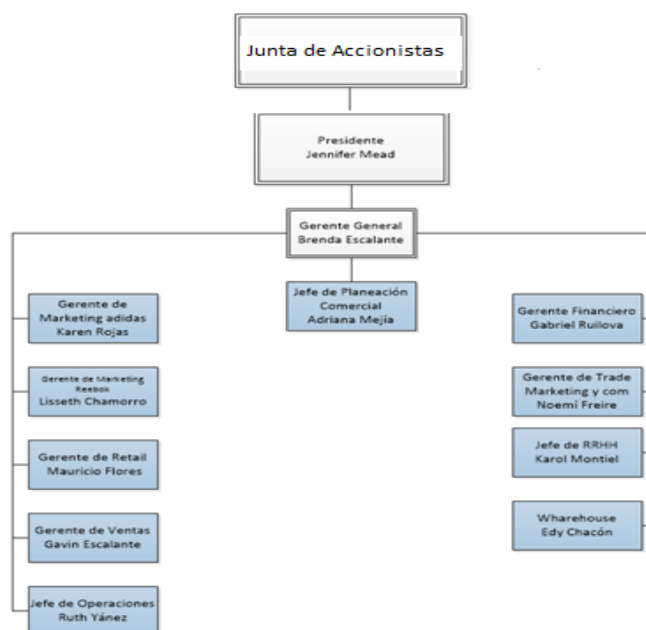 Junta de Accionistas
Presidente
Jennifer Mead
Gerente General
Brenda Escalante
Jefe de Planeación
Comercial
Adriana Mejía
Gerente de
Marketing adidas
Karen Rojas
Gerente de Marketing
Reebok
Lisseth Chamorro
Gerente de Retail
Mauricio Flores
Gerente de Ventas
Gavin Escalante
Jefe de Operaciones
Ruth Yánez
Gerente Financiero
Gabriel Ruilova
Gerente de Trade
Marketing y com
Noemí Freire
Jefe de RRHH
Karol Montiel
Wharehouse
Edy Chacón